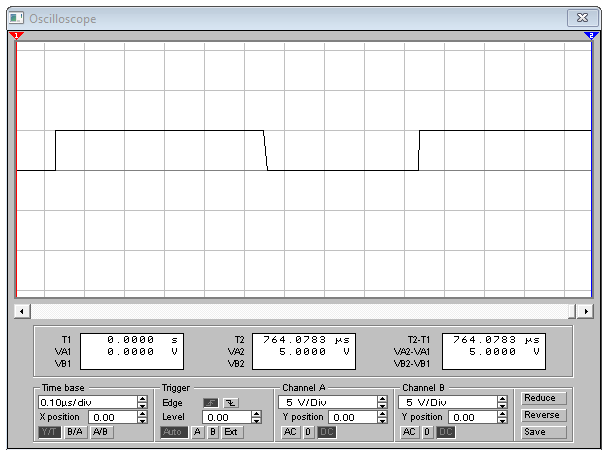 Oscilloscope
1 2
T1 0.0000 s T2 764.0783 µs T2-T1 764.0783 µs
VA1 0.0000 V VA2 5.0000 V VA2-VA1 5.0000 V
VB1 VB2 VB2-VB1
Time base Trigger Channel A Channel B
0.10µs/div Edge 5 V/Div 5 V/Div Reduce
X position 0.00 Level 0.00 Y position 0.00 Y position 0.00 Reverse
Y/T B/A A/B Auto A B Ext AC 0 DC AC 0 DC Save